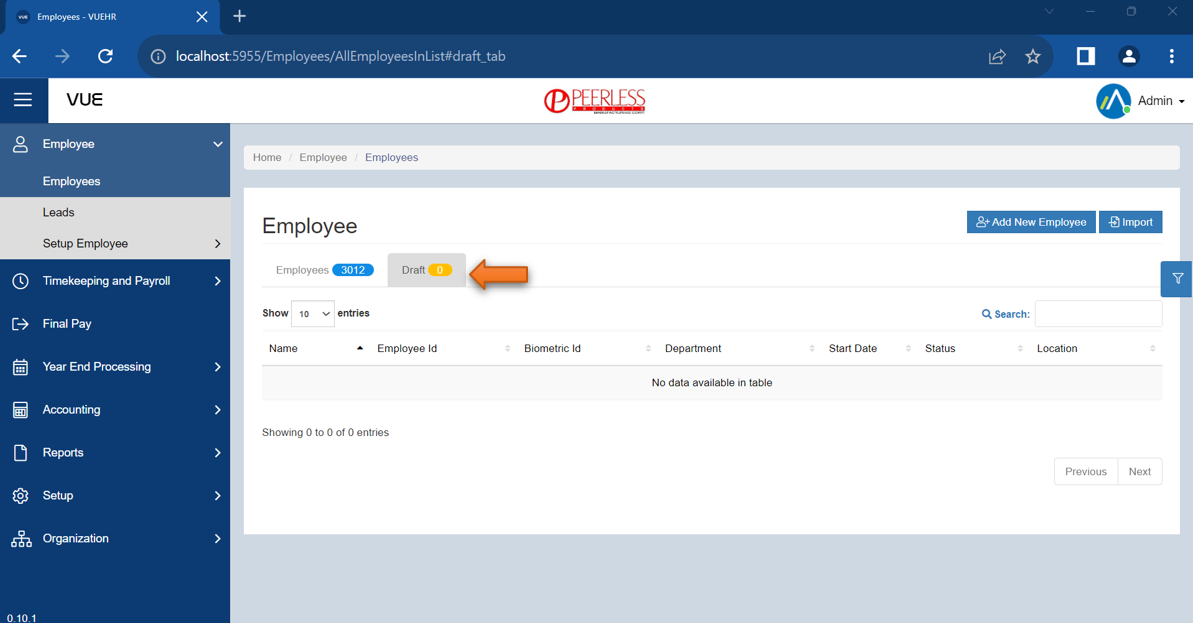 VUE Employees - VUEHR
localhost:5955/Employees/AllEmployeesInList#draft_tab
VUE
PEERLESS
PRODUCTS
Admin
Employee
Employees
Leads
Setup Employee
Timekeeping and Payroll
Final Pay
Year End Processing
Accounting
Reports
Setup
Organization
0.10.1
Home / Employee / Employees
Employee
Add New Employee Import
Employees 3012 Draft 0
Show 10 entries Search:
Name Employee Id Biometric Id Department Start Date Status Location
No data available in table
Showing 0 to 0 of 0 entries
Previous Next